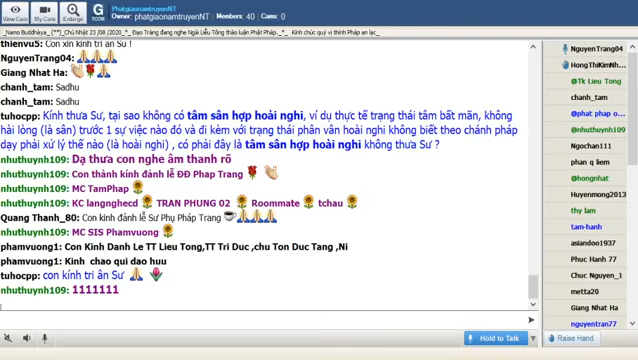 Topic: phatgiaonamtruyenNT
Owner: phatgiaonamtruyenNT
Members: 40 Cams: 0
View Cam
My Cam
Enlarge
G
ROOM
_Namo Buddhàya_ (**)_Chủ Nhật 23 /08 /2020_* _Đạo Tràng đang nghe Ngài Liễu Tông thảo luận Phật Pháp._*_ Kính chúc quý vị thính Pháp an lạc_
thienvu5: Con xin kính tri ân Sư !
NguyenTrang04:
Giang Nhat Ha:
chanh_tam: Sadhu
chanh_tam: Sadhu
tuhocpp: Kính thưa Sư, tại sao không có tâm sân hợp hoài nghi, ví dụ thực tế trạng thái tâm bất mãn, không
hài lòng (là sân) trước 1 sự việc nào đó và đi kèm với trạng thái phân vân hoài nghi không biết theo chánh pháp
dạy phải xử lý thế nào (là hoài nghi) , có phải đây là tâm sân hợp hoài nghi không thưa Sư ?
nhuthuynh109: Dạ thưa con nghe âm thanh rõ
nhuthuynh109: Con thành kính đảnh lễ ĐĐ Phap Trang
nhuthuynh109: MC TamPhap
nhuthuynh109: KC langnghecd TRAN PHUNG 02 Roommate tchau
Quang Thanh_80: Con kính đảnh lễ Sư Phụ Pháp Trang
nhuthuynh109: MC SIS Phamvuong
phamvuong1: Con Kinh Danh Le TT Lieu Tong,TT Tri Duc ,chu Ton Duc Tang ,Ni
phamvuong1: Kinh chao qui dao huu
tuhocpp: con kính tri ân Sư
nhuthuynh109: 1111111
Hold to Talk
NguyenTrang04
HongThiKimNh
@Tk Lieu Tong
chanh_tam
@phat phap o...
@nhuthuynh109
Ngochan111
phan q liem
@hongnhat
Huyenmong2013
thy lam
tam-hanh
asiandoo1937
Phuc Hanh 77
Chuc Nguyen_1
metta20
Giang Nhat Ha
nguyentran77
Raise Hand